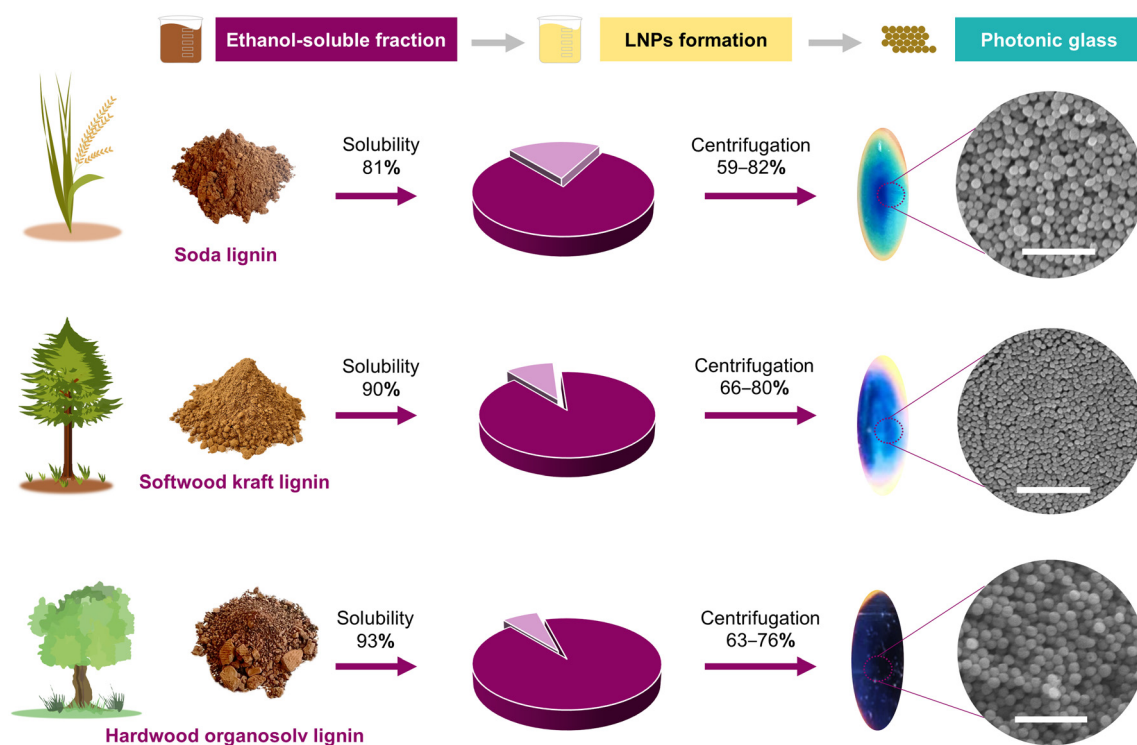 Ethanol-soluble fraction
LNPs formation
Photonic glass
Solubility
81%
Centrifugation
59–82%
Soda lignin
Solubility
90%
Centrifugation
66–80%
Softwood kraft lignin
Solubility
93%
Centrifugation
63–76%
Hardwood organosolv lignin